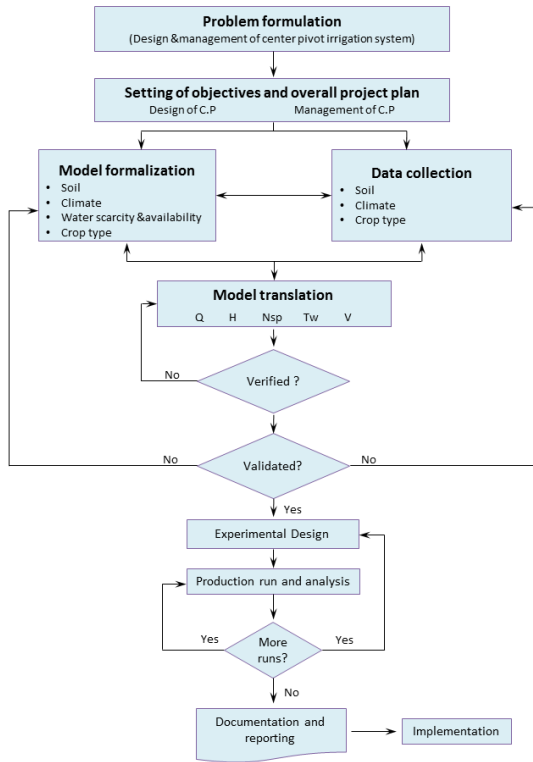 Problem formulation
(Design &management of center pivot irrigation system)
Setting of objectives and overall project plan
Design of C.P Management of C.P
Model formalization
• Soil
• Climate
• Water scarcity &availability
• Crop type
Data collection
• Soil
• Climate
• Crop type
Model translation
Q H Nsp Tw V
Verified ?
No
Validated?
No
No
Yes
Experimental Design
Production run and analysis
Yes
More
runs?
Yes
No
Documentation and
reporting
Implementation